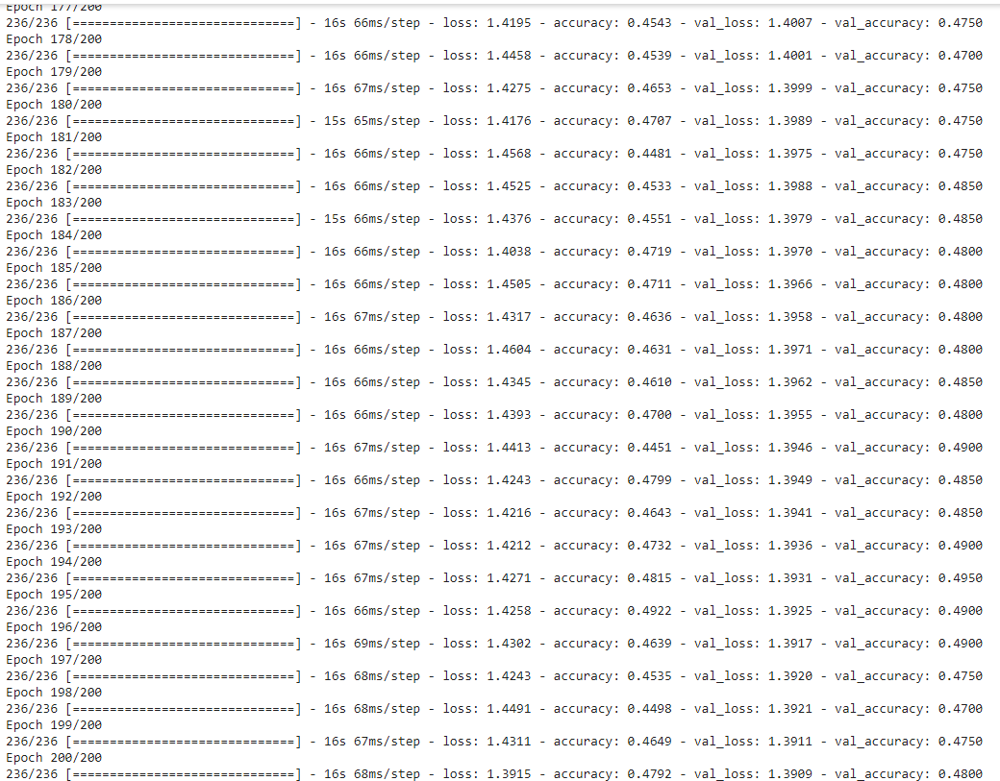 Epoch 177/200
236/236 [==============================] - 16s 66ms/step - loss: 1.4195 - accuracy: 0.4543 - val_loss: 1.4007 - val_accuracy: 0.4750
Epoch 178/200
236/236 [==============================] - 16s 66ms/step - loss: 1.4458 - accuracy: 0.4539 - val_loss: 1.4001 - val_accuracy: 0.4700
Epoch 179/200
236/236 [==============================] - 16s 67ms/step - loss: 1.4275 - accuracy: 0.4653 - val_loss: 1.3999 - val_accuracy: 0.4750
Epoch 180/200
236/236 [==============================] - 15s 65ms/step - loss: 1.4176 - accuracy: 0.4707 - val_loss: 1.3989 - val_accuracy: 0.4750
Epoch 181/200
236/236 [==============================] - 16s 66ms/step - loss: 1.4568 - accuracy: 0.4481 - val_loss: 1.3975 - val_accuracy: 0.4750
Epoch 182/200
236/236 [==============================] - 16s 66ms/step - loss: 1.4525 - accuracy: 0.4533 - val_loss: 1.3988 - val_accuracy: 0.4850
Epoch 183/200
236/236 [==============================] - 15s 66ms/step - loss: 1.4376 - accuracy: 0.4551 - val_loss: 1.3979 - val_accuracy: 0.4850
Epoch 184/200
236/236 [==============================] - 16s 66ms/step - loss: 1.4038 - accuracy: 0.4719 - val_loss: 1.3970 - val_accuracy: 0.4800
Epoch 185/200
236/236 [==============================] - 16s 66ms/step - loss: 1.4505 - accuracy: 0.4711 - val_loss: 1.3966 - val_accuracy: 0.4800
Epoch 186/200
236/236 [==============================] - 16s 67ms/step - loss: 1.4317 - accuracy: 0.4636 - val_loss: 1.3958 - val_accuracy: 0.4800
Epoch 187/200
236/236 [==============================] - 16s 66ms/step - loss: 1.4604 - accuracy: 0.4631 - val_loss: 1.3971 - val_accuracy: 0.4800
Epoch 188/200
236/236 [==============================] - 16s 66ms/step - loss: 1.4345 - accuracy: 0.4610 - val_loss: 1.3962 - val_accuracy: 0.4850
Epoch 189/200
236/236 [==============================] - 16s 66ms/step - loss: 1.4393 - accuracy: 0.4700 - val_loss: 1.3955 - val_accuracy: 0.4800
Epoch 190/200
236/236 [==============================] - 16s 67ms/step - loss: 1.4413 - accuracy: 0.4451 - val_loss: 1.3946 - val_accuracy: 0.4900
Epoch 191/200
236/236 [==============================] - 16s 66ms/step - loss: 1.4243 - accuracy: 0.4799 - val_loss: 1.3949 - val_accuracy: 0.4850
Epoch 192/200
236/236 [==============================] - 16s 67ms/step - loss: 1.4216 - accuracy: 0.4643 - val_loss: 1.3941 - val_accuracy: 0.4850
Epoch 193/200
236/236 [==============================] - 16s 67ms/step - loss: 1.4212 - accuracy: 0.4732 - val_loss: 1.3936 - val_accuracy: 0.4900
Epoch 194/200
236/236 [==============================] - 16s 67ms/step - loss: 1.4271 - accuracy: 0.4815 - val_loss: 1.3931 - val_accuracy: 0.4950
Epoch 195/200
236/236 [==============================] - 16s 66ms/step - loss: 1.4258 - accuracy: 0.4922 - val_loss: 1.3925 - val_accuracy: 0.4900
Epoch 196/200
236/236 [==============================] - 16s 69ms/step - loss: 1.4302 - accuracy: 0.4639 - val_loss: 1.3917 - val_accuracy: 0.4900
Epoch 197/200
236/236 [==============================] - 16s 68ms/step - loss: 1.4243 - accuracy: 0.4535 - val_loss: 1.3920 - val_accuracy: 0.4750
Epoch 198/200
236/236 [==============================] - 16s 68ms/step - loss: 1.4491 - accuracy: 0.4498 - val_loss: 1.3921 - val_accuracy: 0.4700
Epoch 199/200
236/236 [==============================] - 16s 67ms/step - loss: 1.4311 - accuracy: 0.4649 - val_loss: 1.3911 - val_accuracy: 0.4750
Epoch 200/200
236/236 [==============================] - 16s 68ms/step - loss: 1.3915 - accuracy: 0.4792 - val_loss: 1.3909 - val_accuracy: 0.4800